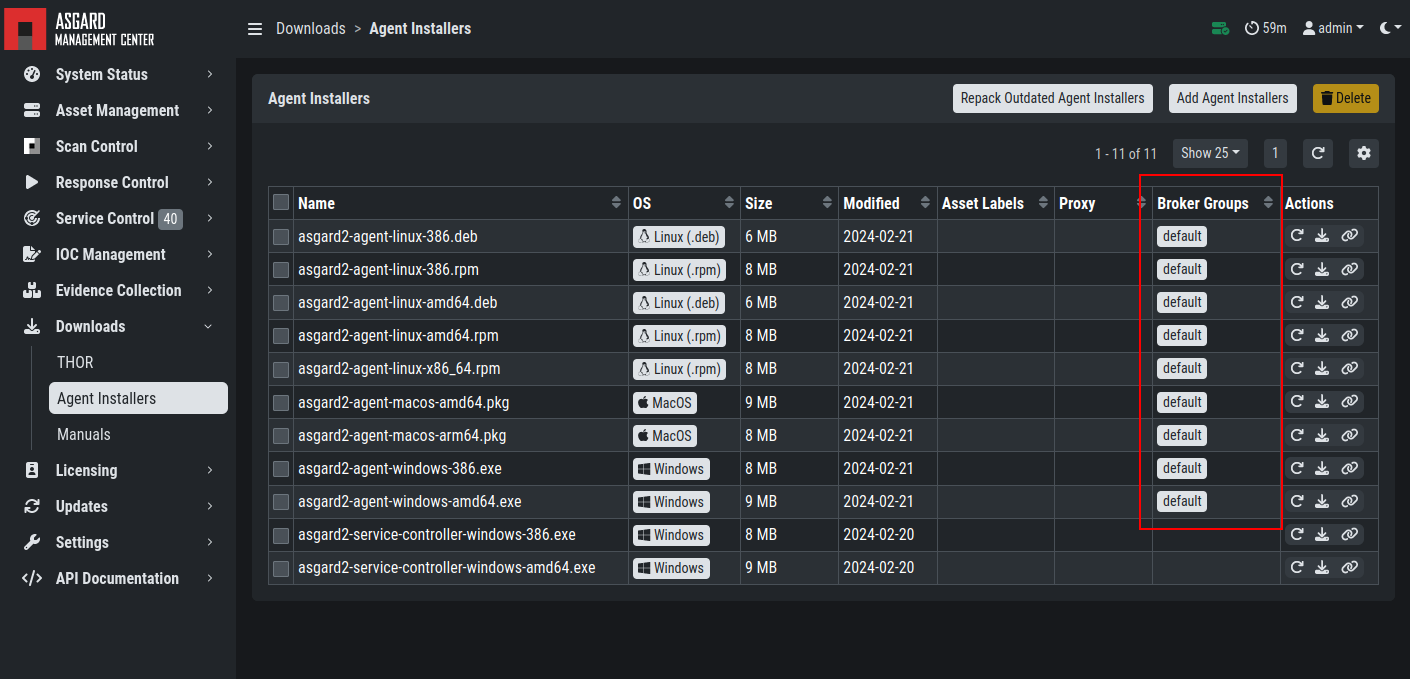 ASGARD
MANAGEMENT CENTER
Downloads > Agent Installers
59m
admin
System Status
Asset Management
Scan Control
Response Control
Service Control 40
IOC Management
Evidence Collection
Downloads
THOR
Agent Installers
Manuals
Licensing
Updates
Settings
API Documentation
Agent Installers
Repack Outdated Agent Installers
Add Agent Installers
Delete
1 - 11 of 11 Show 25 1
Name OS Size Modified Asset Labels Proxy Broker Groups Actions
asgard2-agent-linux-386.deb Linux (.deb) 6 MB 2024-02-21 default
asgard2-agent-linux-386.rpm Linux (.rpm) 8 MB 2024-02-21 default
asgard2-agent-linux-amd64.deb Linux (.deb) 6 MB 2024-02-21 default
asgard2-agent-linux-amd64.rpm Linux (.rpm) 8 MB 2024-02-21 default
asgard2-agent-linux-x86_64.rpm Linux (.rpm) 8 MB 2024-02-21 default
asgard2-agent-macos-amd64.pkg MacOS 9 MB 2024-02-21 default
asgard2-agent-macos-arm64.pkg MacOS 8 MB 2024-02-21 default
asgard2-agent-windows-386.exe Windows 8 MB 2024-02-21 default
asgard2-agent-windows-amd64.exe Windows 9 MB 2024-02-21 default
asgard2-service-controller-windows-386.exe Windows 8 MB 2024-02-20
asgard2-service-controller-windows-amd64.exe Windows 9 MB 2024-02-20